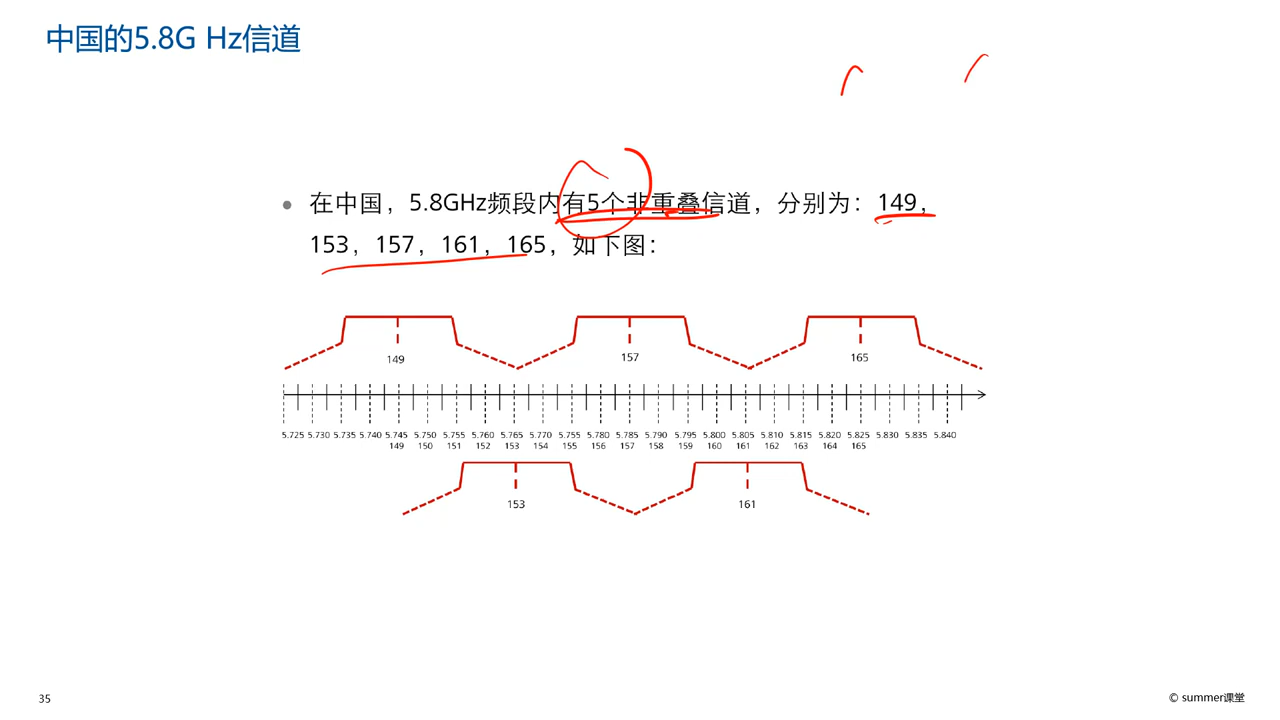 中国的5.8G Hz信道
• 在中国，5.8GHz频段内有5个非重叠信道，分别为：149，
153，157，161，165，如下图：
149 157 165
5.725 5.730 5.735 5.740 5.745 5.750 5.755 5.760 5.765 5.770 5.755 5.780 5.785 5.790 5.795 5.800 5.805 5.810 5.815 5.820 5.825 5.830 5.835 5.840
149 150 151 152 153 154 155 156 157 158 159 160 161 162 163 164 165
153 161
35 © summer课堂